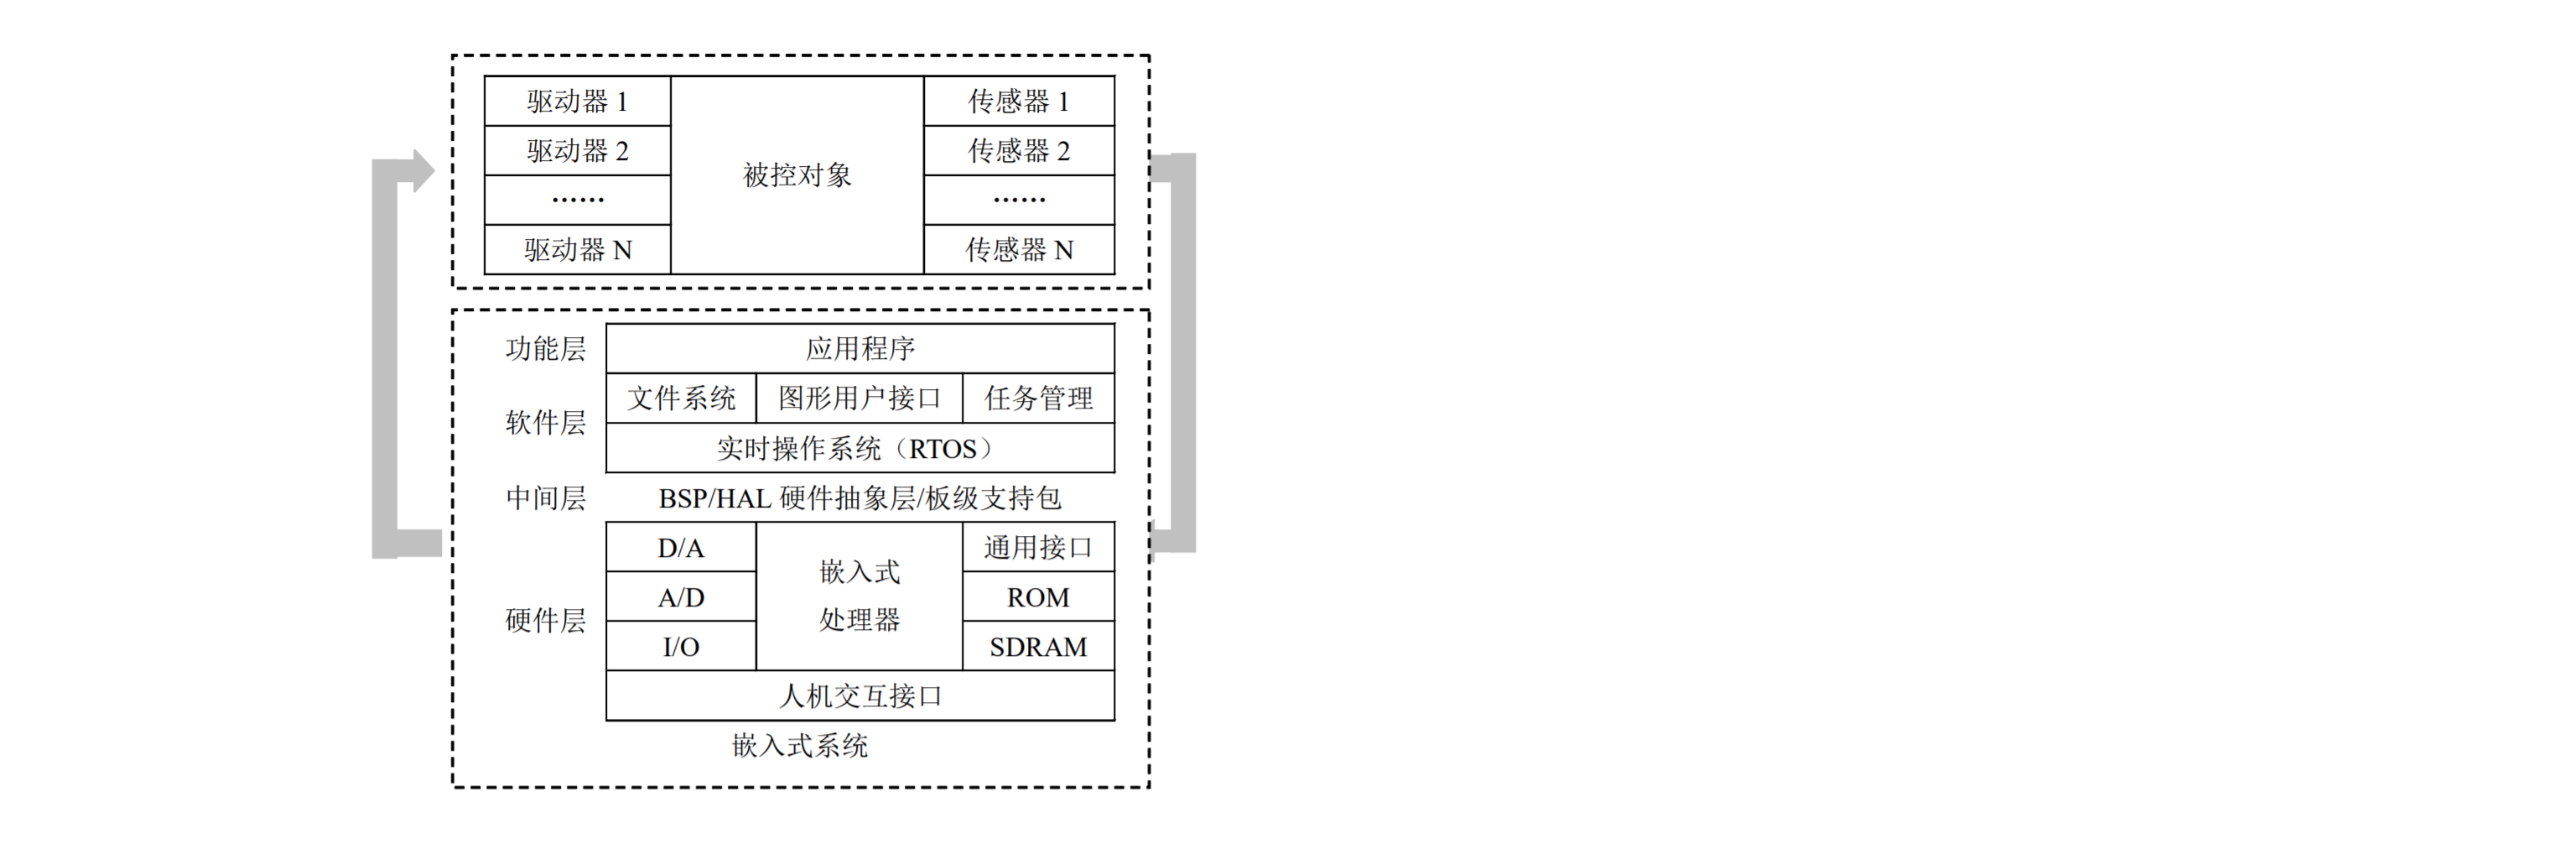 驱动器 1
驱动器 2
……
驱动器 N
被控对象
传感器 1
传感器 2
……
传感器 N
功能层
应用程序
软件层
文件系统
图形用户接口
任务管理
实时操作系统（RTOS）
中间层
BSP/HAL 硬件抽象层/板级支持包
硬件层
D/A
A/D
I/O
嵌入式
处理器
通用接口
ROM
SDRAM
人机交互接口
嵌入式系统